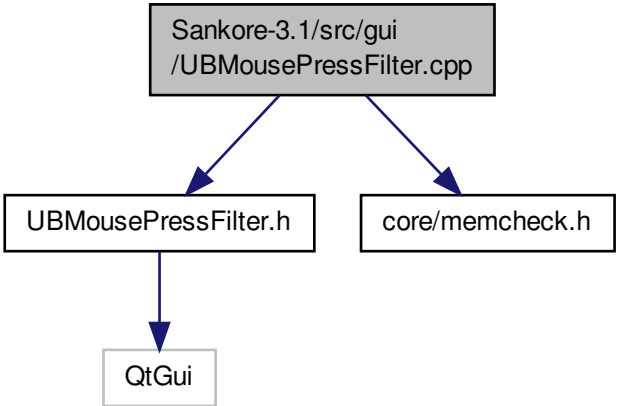 Sankore-3.1/src/gui
/UBMousePressFilter.cpp
UBMousePressFilter.h
core/memcheck.h
QtGui